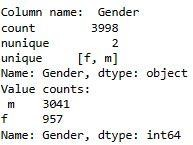 Column name:  Gender
count         3998
nunique          2
unique      [f, m]
Name: Gender, dtype: object
Value counts:
 m    3041
f      957
Name: Gender, dtype: int64